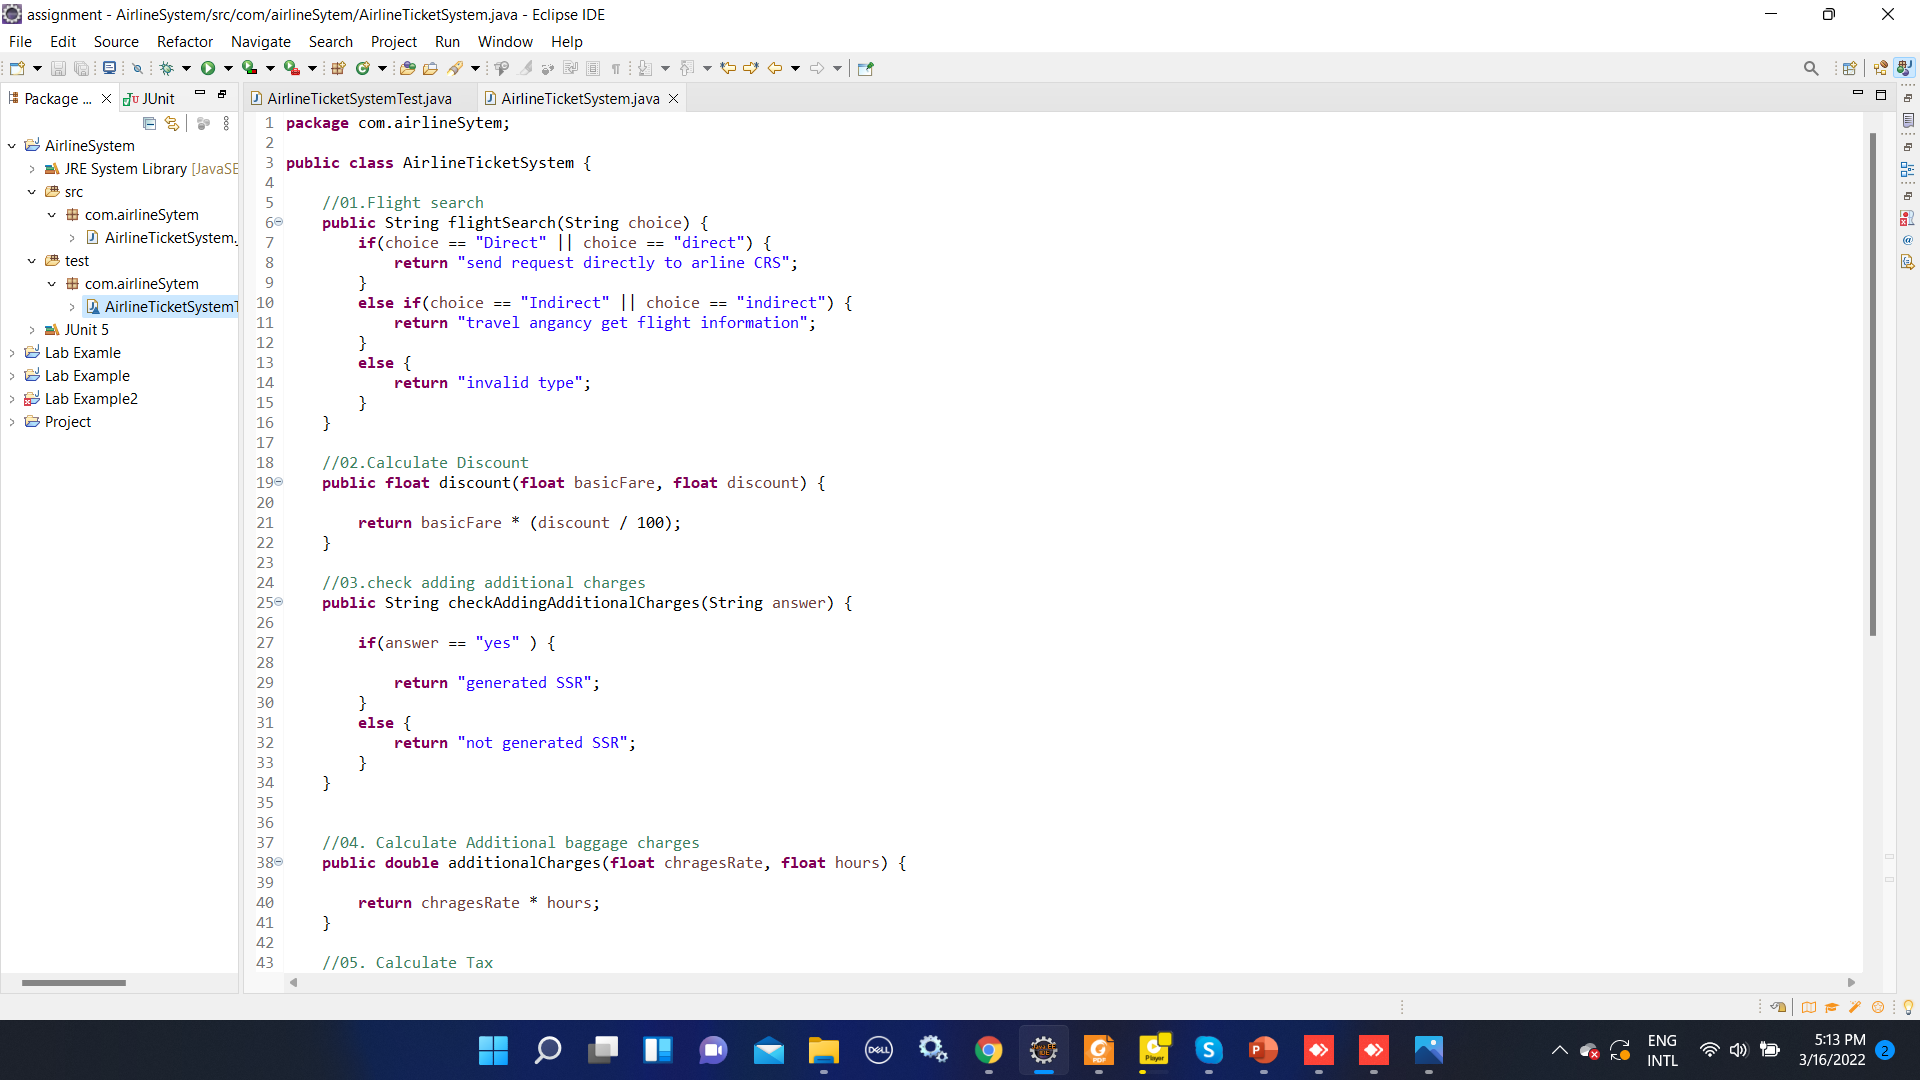 assignment - AirlineSystem/src/com/airlineSytem/AirlineTicketSystem.java - Eclipse IDE
File Edit Source Refactor Navigate Search Project Run Window Help
Package ... JUnit
AirlineTicketSystemTest.java AirlineTicketSystem.java
AirlineSystem
JRE System Library [JavaSE
src
com.airlineSytem
AirlineTicketSystem.
test
com.airlineSytem
AirlineTicketSystemT
JUnit 5
Lab Examle
Lab Example
Lab Example2
Project
1 package com.airlineSytem;
2
3 public class AirlineTicketSystem {
4
5 //01.Flight search
6 public String flightSearch(String choice) {
7 if(choice == "Direct" || choice == "direct") {
8 return "send request directly to arline CRS";
9 }
10 else if(choice == "Indirect" || choice == "indirect") {
11 return "travel angancy get flight information";
12 }
13 else {
14 return "invalid type";
15 }
16 }
17
18 //02.Calculate Discount
19 public float discount(float basicFare, float discount) {
20
21 return basicFare * (discount / 100);
22 }
23
24 //03.check adding additional charges
25 public String checkAddingAdditionalCharges(String answer) {
26
27 if(answer == "yes" ) {
28
29 return "generated SSR";
30 }
31 else {
32 return "not generated SSR";
33 }
34 }
35
36
37 //04. Calculate Additional baggage charges
38 public double additionalCharges(float chragesRate, float hours) {
39
40 return chragesRate * hours;
41 }
42
43 //05. Calculate Tax
DELL
Java EE IDE
PDF
Player
S
P
ENG
INTL
5:13 PM
3/16/2022
2